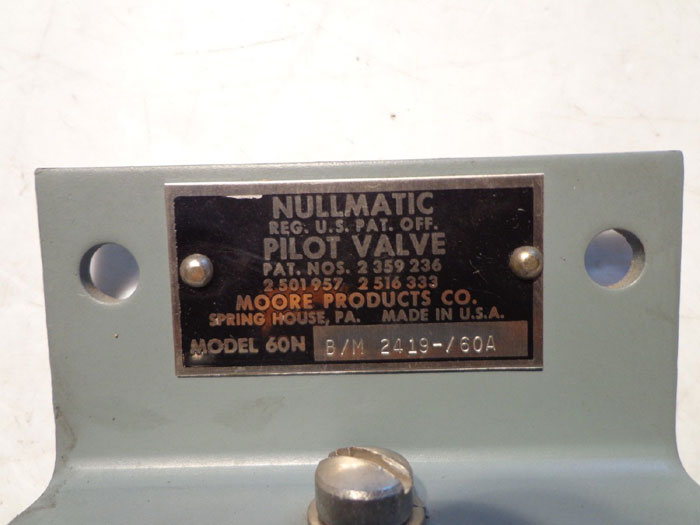 NULLMATIC
REG. U.S. PAT. OFF.
PILOT VALVE
PAT. NOS. 2 359 236
2 501 957 2 516 333
MOORE PRODUCTS CO.
SPRING HOUSE, PA. MADE IN U.S.A.
MODEL 60N B/M 2419-/60A